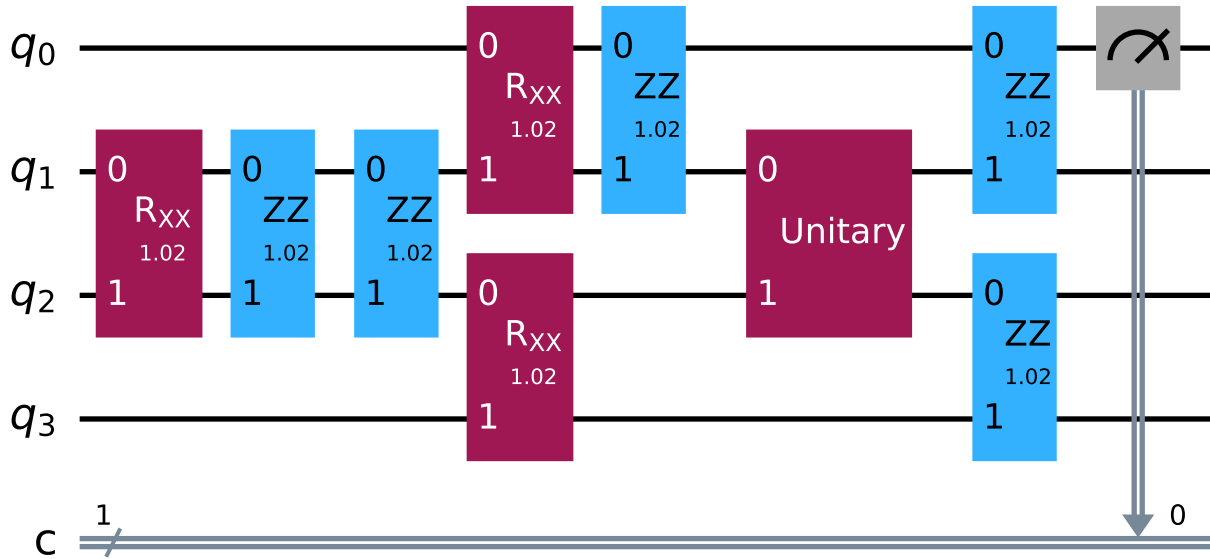 q0 0 0 0
RXX ZZ ZZ
1.02 1.02 1.02
q1 0 0 0 1 1 0 1
RXX ZZ ZZ Unitary
1.02 1.02 1.02
q2 1 1 1 0 1 0
RXX ZZ
1.02 1.02
q3 1 1
1 0
c